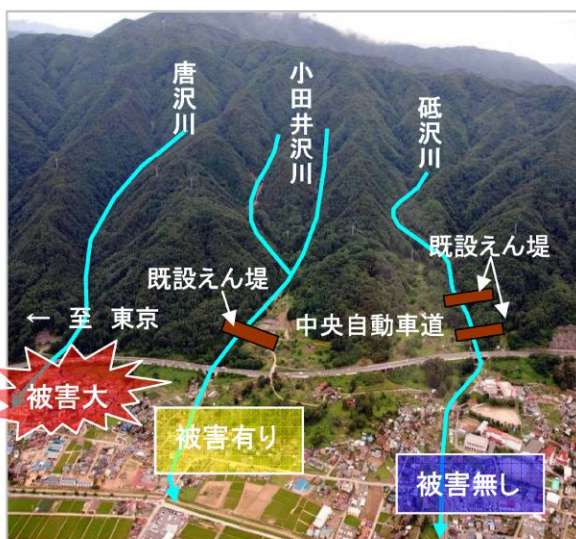 唐沢川
小田井沢川
砥沢川
既設えん堤
既設えん堤
← 至 東京
中央自動車道
被害大
被害有り
被害無し